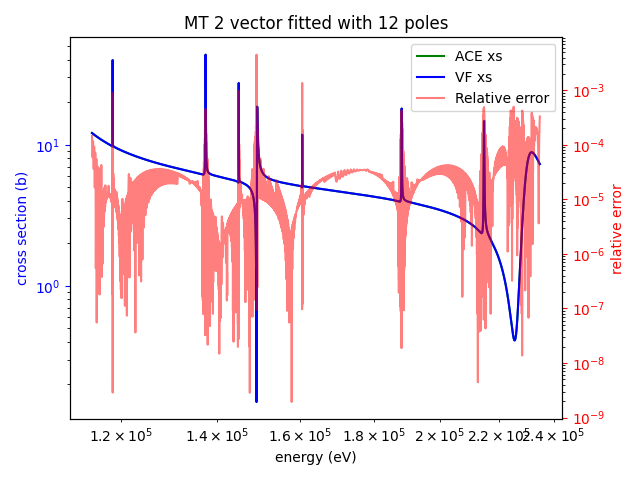 MT 2 vector fitted with 12 poles
ACE xs
VF xs
Relative error
cross section (b)
10¹
10⁰
relative error
10⁻³
10⁻⁴
10⁻⁵
10⁻⁶
10⁻⁷
10⁻⁸
10⁻⁹
1.2 × 10⁵ 1.4 × 10⁵ 1.6 × 10⁵ 1.8 × 10⁵ 2 × 10⁵ 2.2 × 10⁵ 2.4 × 10⁵
energy (eV)